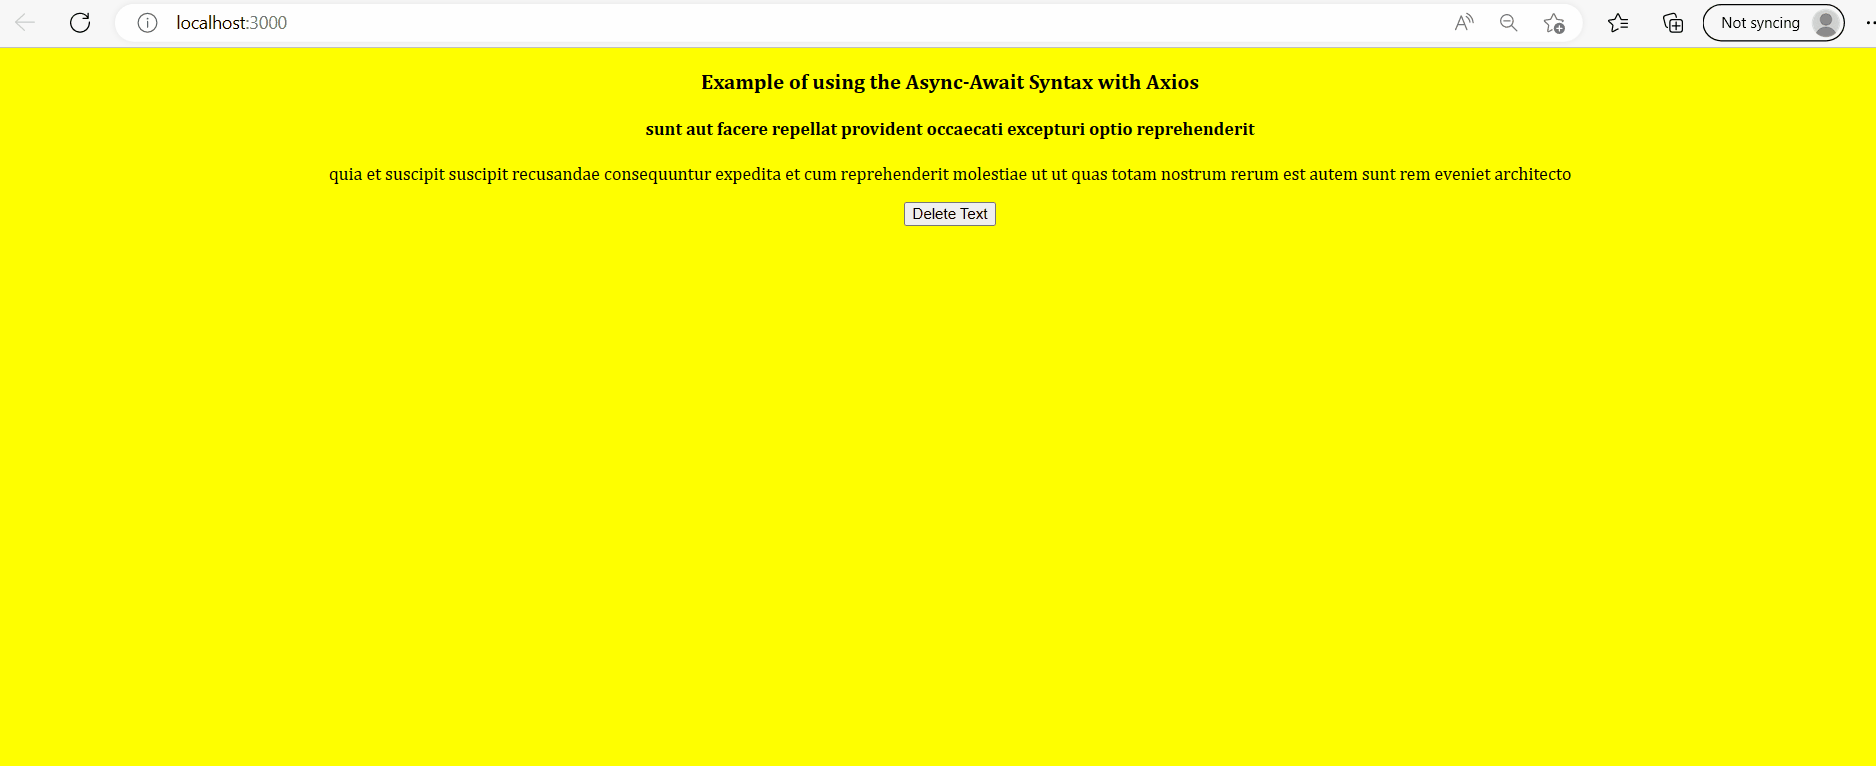 localhost:3000
Not syncing
Example of using the Async-Await Syntax with Axios
sunt aut facere repellat provident occaecati excepturi optio reprehenderit
quia et suscipit suscipit recusandae consequuntur expedita et cum reprehenderit molestiae ut ut quas totam nostrum rerum est autem sunt rem eveniet architecto
Delete Text